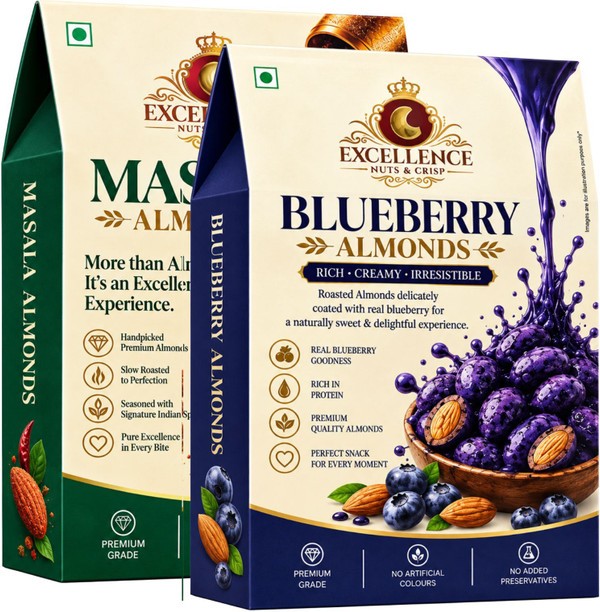 EXCELLENCE
NUTS & CRISP
BLUEBERRY
ALMONDS
RICH • CREAMY • IRRESISTIBLE
Roasted Almonds delicately
coated with real blueberry for
a naturally sweet & delightful experience.
REAL BLUEBERRY
GOODNESS
RICH IN
PROTEIN
PREMIUM
QUALITY ALMONDS
PERFECT SNACK
FOR EVERY MOMENT
PREMIUM
GRADE
NO ARTIFICIAL
COLOURS
NO ADDED
PRESERVATIVES
Images are for illustration purpose only*
BLUEBERRY ALMONDS
MASALA ALMONDS
EXCEL
NUTS
MAS
ALM
More than Al
It's an Excellen
Experience.
Handpicked
Premium Almonds
Slow Roasted
to Perfection
Seasoned with
Signature Indian Sp
Pure Excellence
in Every Bite
PREMIUM
GRADE